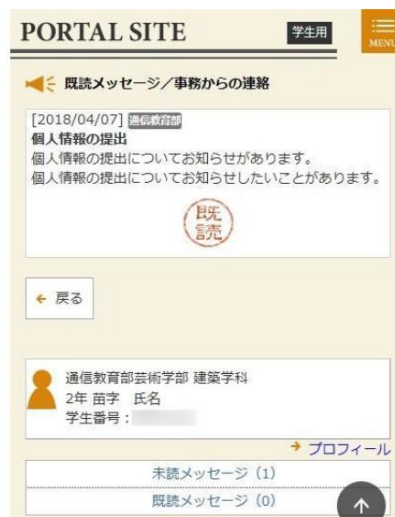 PORTAL SITE
学生用
MENU
既読メッセージ／事務からの連絡
[2018/04/07] 通信教育部
個人情報の提出
個人情報の提出についてお知らせがあります。
個人情報の提出についてお知らせしたいことがあります。
既
読
戻る
通信教育部芸術学部 建築学科
2年 苗字 氏名
学生番号：
プロフィール
未読メッセージ（1）
既読メッセージ（0）